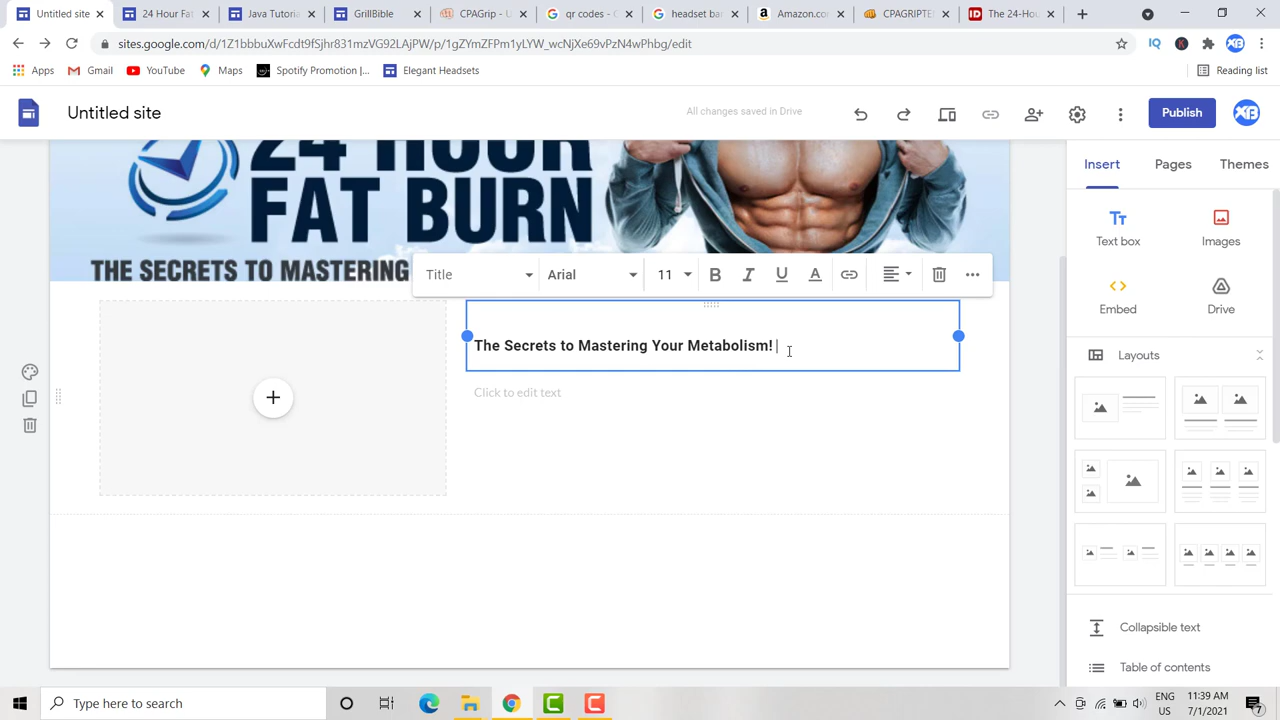 Untitled site
24 Hour Fat
Java Tutoria
GrillBible
CPAGrip - U
qr codes - C
headset b
Amazon.co
CPAGRIPTE
The 24-Hou
sites.google.com/d/1Z1bbbuXwFcdt9fSjhr831mzVG92LAjPW/p/1gZYmZFPm1yLYW_wcNjXe69vPzN4wPhbg/edit
Apps
Gmail
YouTube
Maps
Spotify Promotion |...
Elegant Headsets
Reading list
Untitled site
All changes saved in Drive
Publish
XB
Insert
Pages
Themes
24 HOUR
FAT BURN
THE SECRETS TO MASTERING
Title
Arial
11
The Secrets to Mastering Your Metabolism!
Click to edit text
Text box
Images
Embed
Drive
Layouts
Collapsible text
Table of contents
Type here to search
ENG
US
11:39 AM
7/1/2021
7